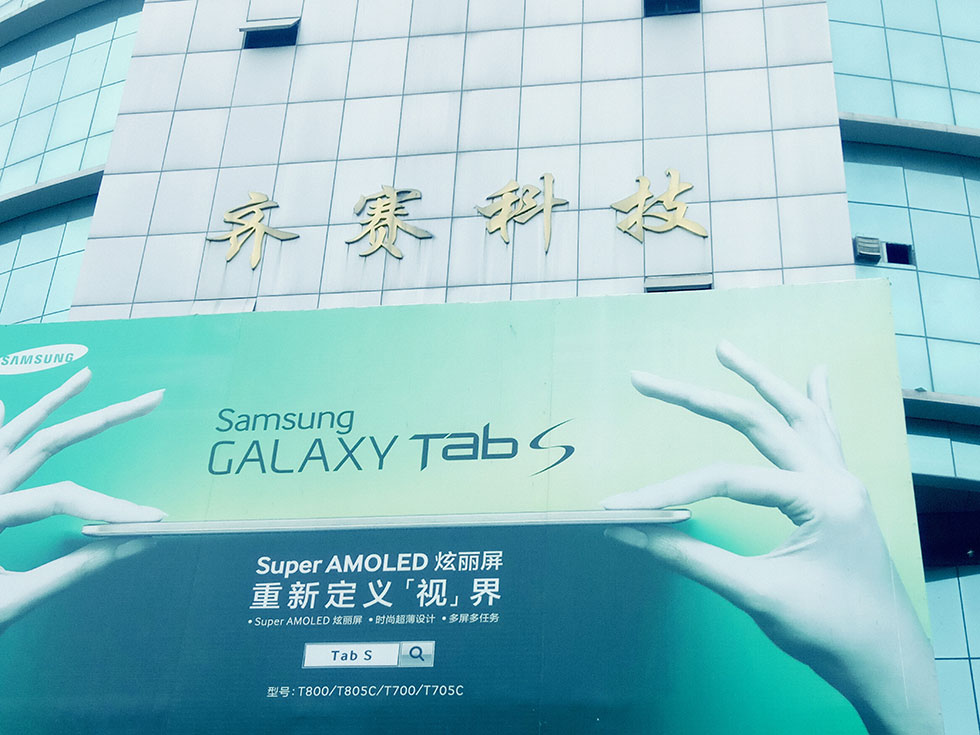 齐赛科技
SAMSUNG
Samsung
GALAXY Tab S
Super AMOLED 炫丽屏
重新定义「视」界
•Super AMOLED 炫丽屏 •时尚超薄设计 •多屏多任务
Tab S
型号：T800/T805C/T700/T705C